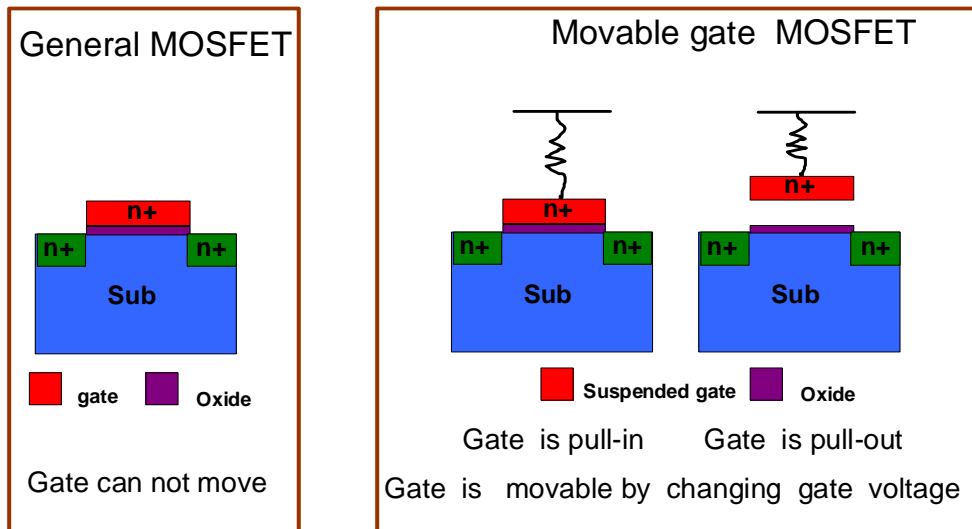 General MOSFET
n+
n+ n+
Sub
gate Oxide
Gate can not move
Movable gate MOSFET
n+
n+ n+
Sub
Gate is pull-in
n+
n+ n+
Sub
Gate is pull-out
Suspended gate Oxide
Gate is movable by changing gate voltage